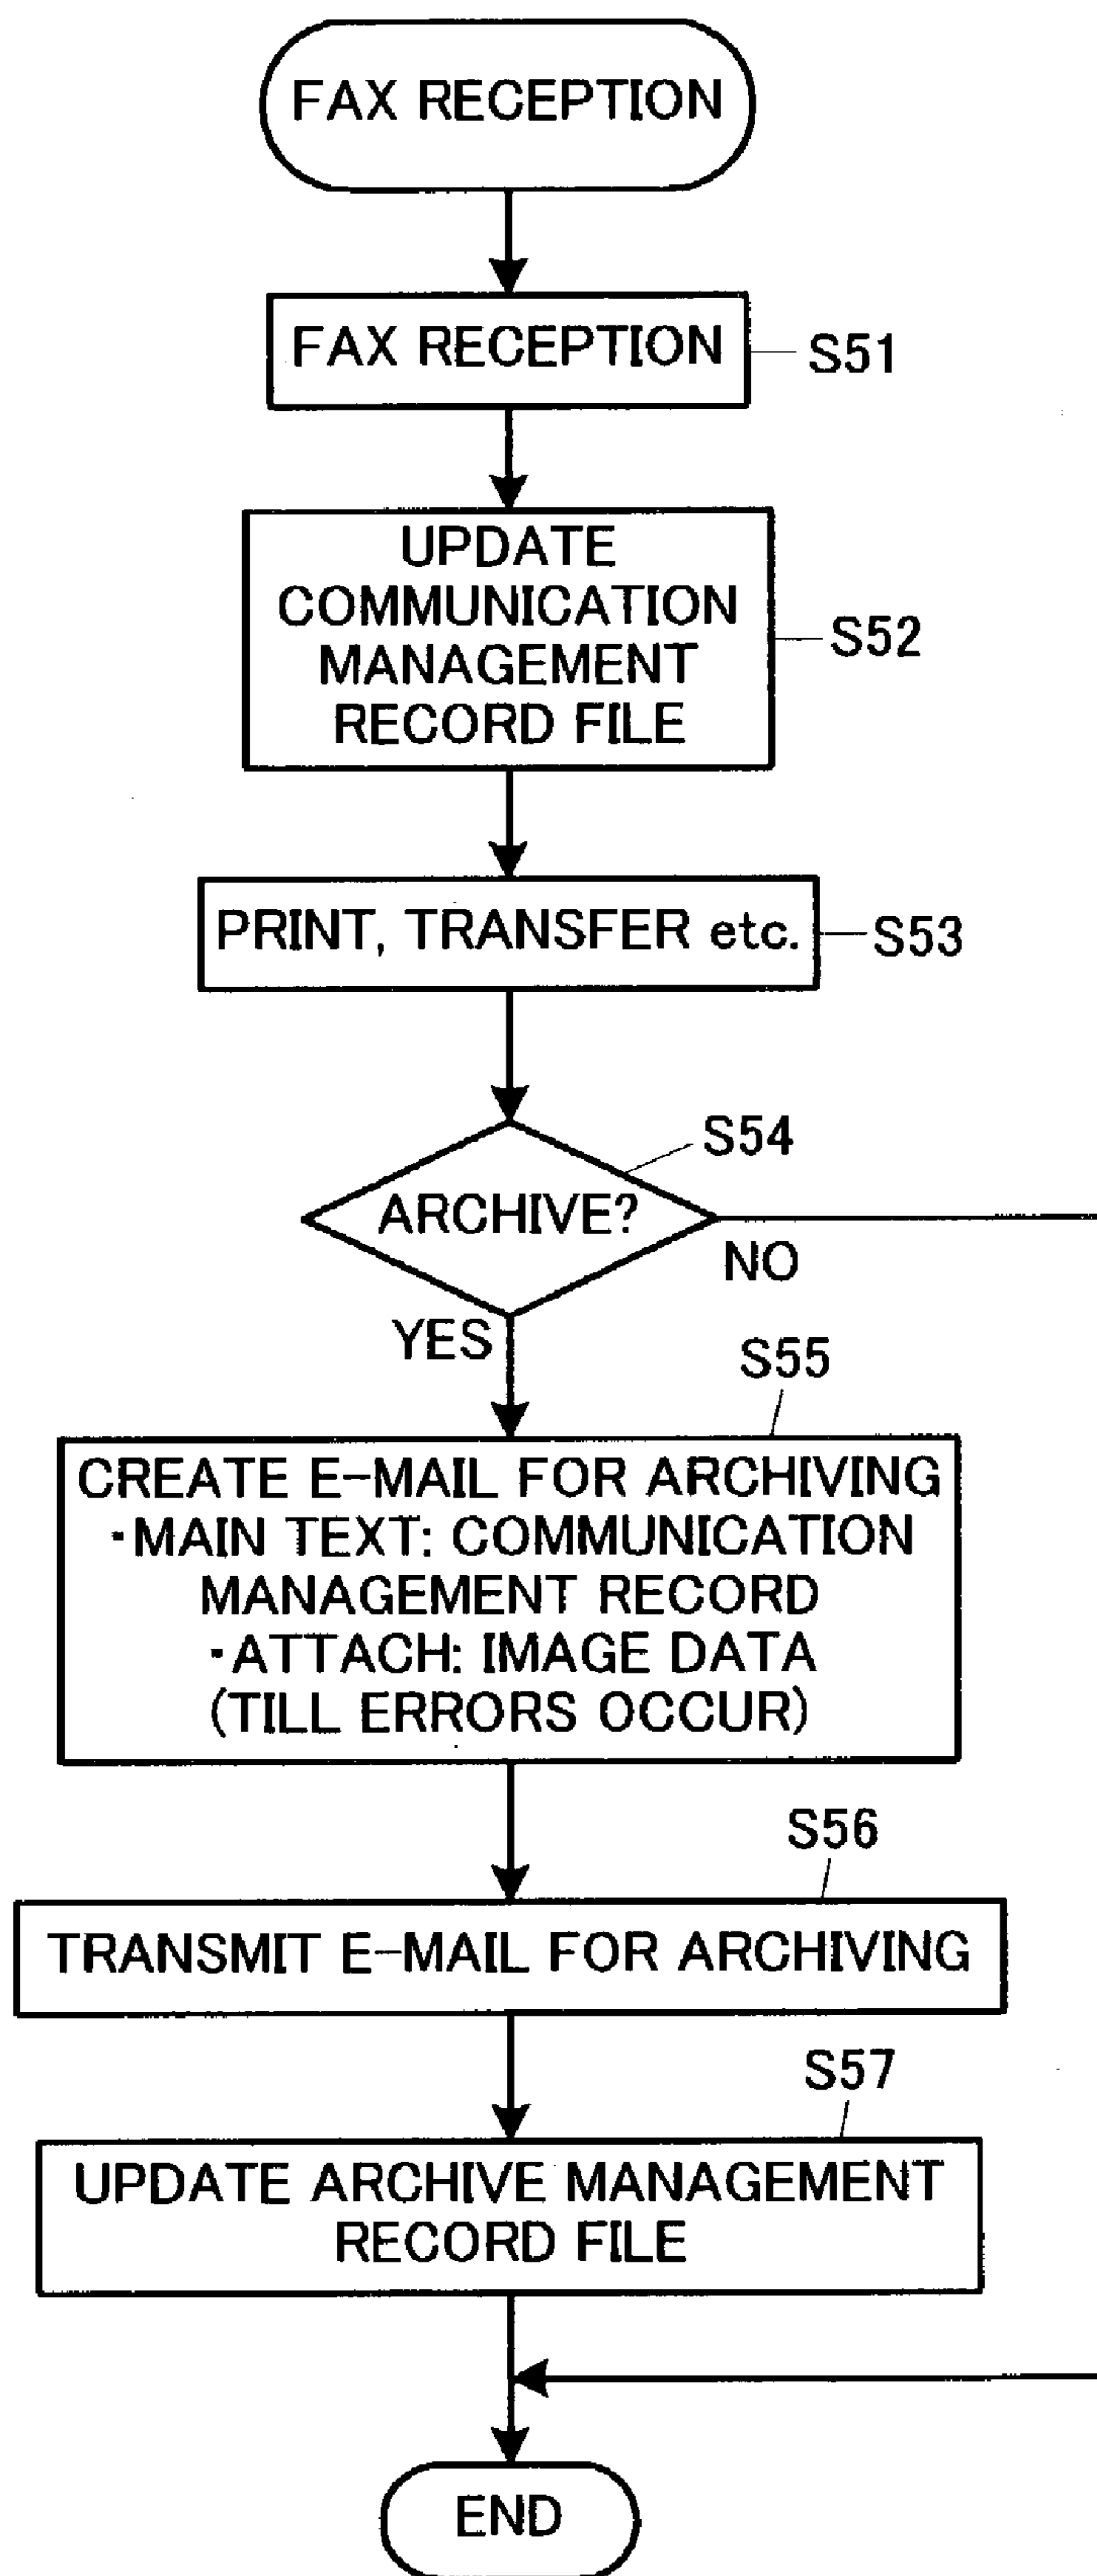 FAX RECEPTION
FAX RECEPTION
S51
UPDATE
COMMUNICATION
MANAGEMENT
RECORD FILE
S52
PRINT, TRANSFER etc.
S53
S54
ARCHIVE?
NO
YES
S55
CREATE E-MAIL FOR ARCHIVING
・MAIN TEXT: COMMUNICATION
MANAGEMENT RECORD
・ATTACH: IMAGE DATA
(TILL ERRORS OCCUR)
S56
TRANSMIT E-MAIL FOR ARCHIVING
S57
UPDATE ARCHIVE MANAGEMENT
RECORD FILE
END